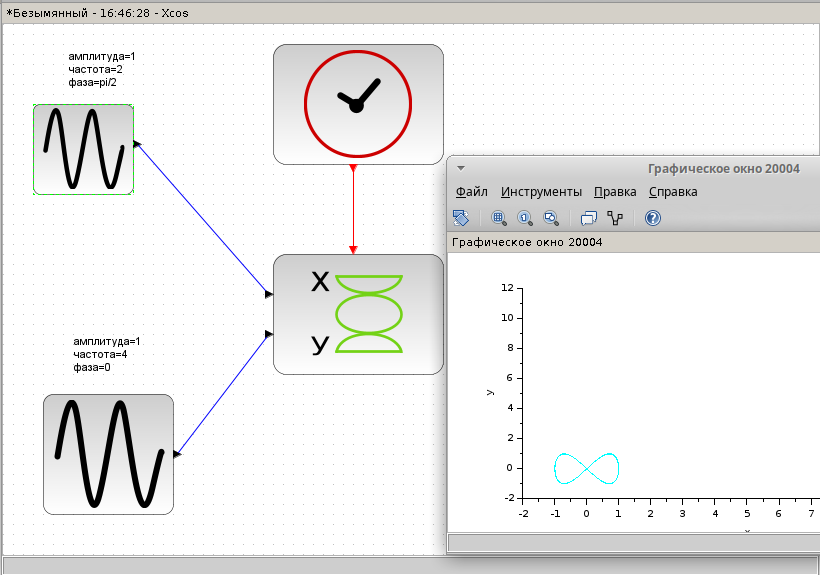 *Безымянный - 16:46:28 - Xcos
амплитуда=1
частота=2
фаза=pi/2
X
y
амплитуда=1
частота=4
фаза=0
Графическое окно 20004
Файл Инструменты Правка Справка
Графическое окно 20004
12
10
8
6
y
4
2
0
-2
-2 -1 0 1 2 3 4 5 6 7